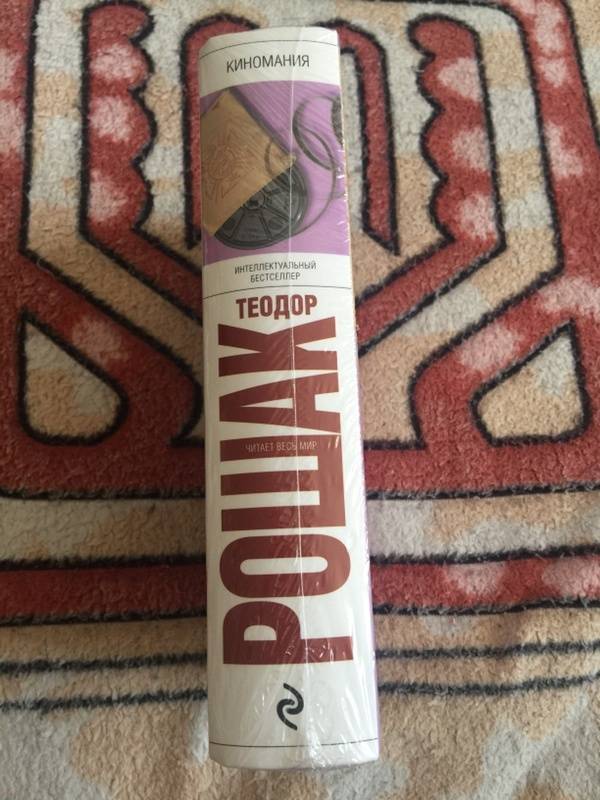 КИНОМАНИЯ
ИНТЕЛЛЕКТУАЛЬНЫЙ
БЕСТСЕЛЛЕР
ТЕОДОР
РОШАК
ЧИТАЕТ ВЕСЬ МИР